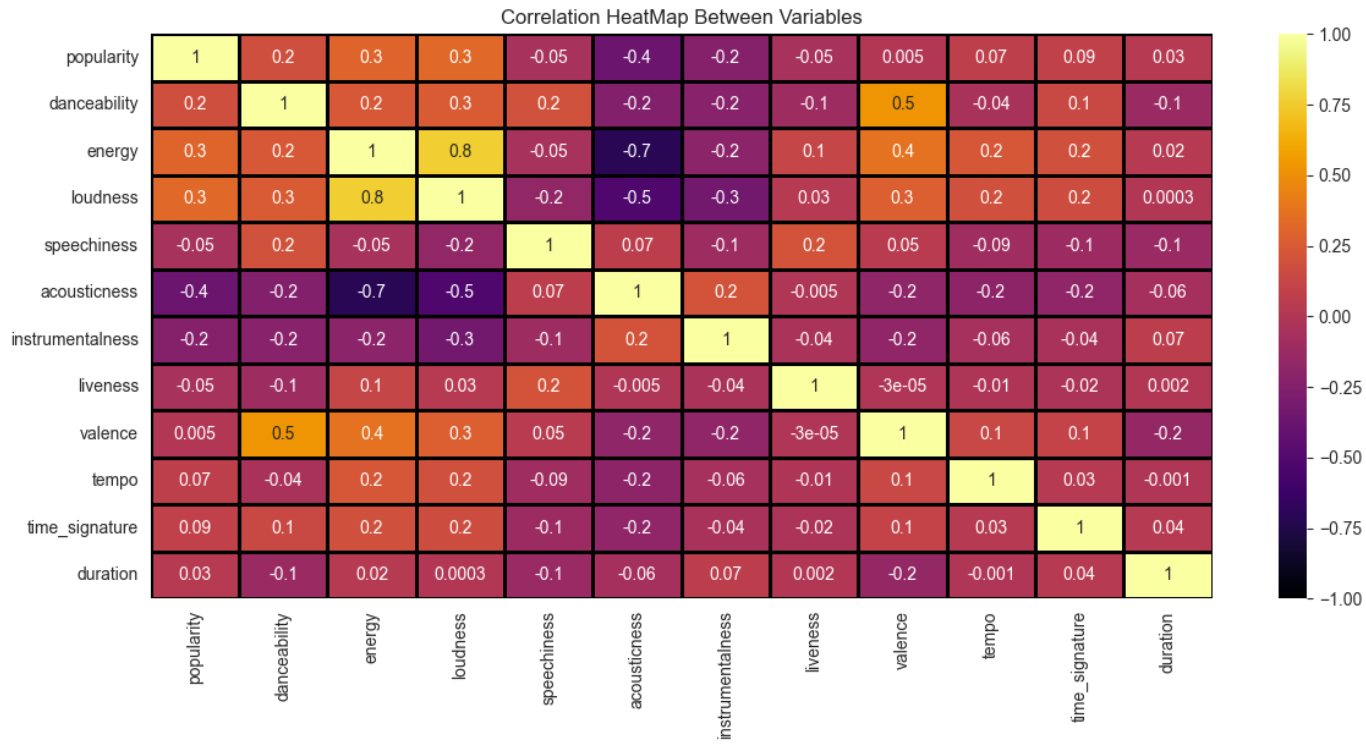 Correlation HeatMap Between Variables
popularity 1 0.2 0.3 0.3 -0.05 -0.4 -0.2 -0.05 0.005 0.07 0.09 0.03
danceability 0.2 1 0.2 0.3 0.2 -0.2 -0.2 -0.1 0.5 -0.04 0.1 -0.1
energy 0.3 0.2 1 0.8 -0.05 -0.7 -0.2 0.1 0.4 0.2 0.2 0.02
loudness 0.3 0.3 0.8 1 -0.2 -0.5 -0.3 0.03 0.3 0.2 0.2 0.0003
speechiness -0.05 0.2 -0.05 -0.2 1 0.07 -0.1 0.2 0.05 -0.09 -0.1 -0.1
acousticness -0.4 -0.2 -0.7 -0.5 0.07 1 0.2 -0.005 -0.2 -0.2 -0.2 -0.06
instrumentalness -0.2 -0.2 -0.2 -0.3 -0.1 0.2 1 -0.04 -0.2 -0.06 -0.04 0.07
liveness -0.05 -0.1 0.1 0.03 0.2 -0.005 -0.04 1 -3e-05 -0.01 -0.02 0.002
valence 0.005 0.5 0.4 0.3 0.05 -0.2 -0.2 -3e-05 1 0.1 0.1 -0.2
tempo 0.07 -0.04 0.2 0.2 -0.09 -0.2 -0.06 -0.01 0.1 1 0.03 -0.001
time_signature 0.09 0.1 0.2 0.2 -0.1 -0.2 -0.04 -0.02 0.1 0.03 1 0.04
duration 0.03 -0.1 0.02 0.0003 -0.1 -0.06 0.07 0.002 -0.2 -0.001 0.04 1
popularity danceability energy loudness speechiness acousticness instrumentalness liveness valence tempo time_signature duration
1.00
0.75
0.50
0.25
0.00
−0.25
−0.50
−0.75
−1.00